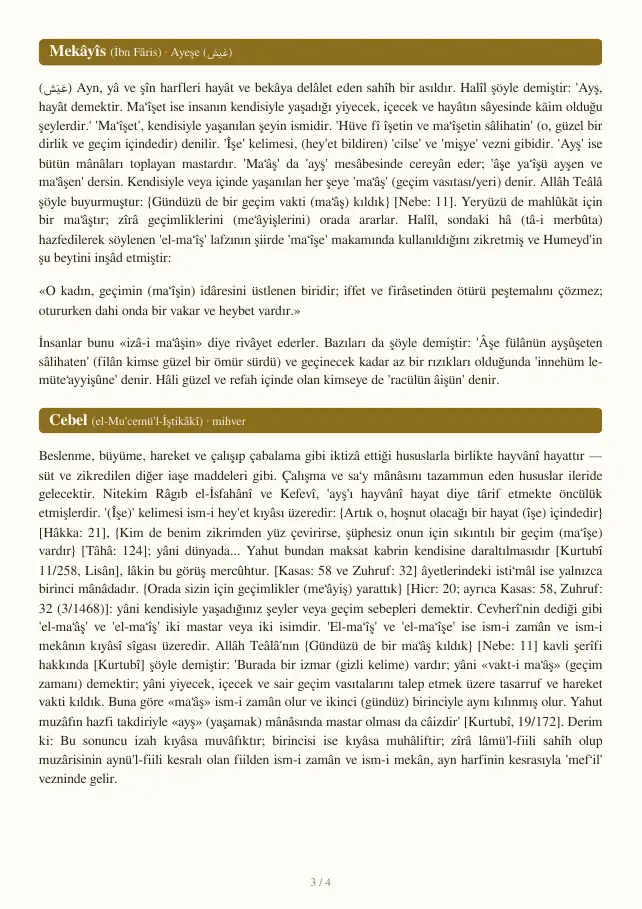 Mekâyîs (İbn Fâris) · Ayeşe (عَيَشَ)
(عَيَشَ) Ayn, yâ ve şîn harfleri hayât ve bekâya delâlet eden sahîh bir asıldır. Halîl şöyle demiştir: 'Ayş,
hayât demektir. Ma‘îşet ise insanın kendisiyle yaşadığı yiyecek, içecek ve hayâtın sâyesinde kāim olduğu
şeylerdir.' 'Ma‘îşet', kendisiyle yaşanılan şeyin ismidir. 'Hüve fî îşetin ve ma‘îşetin sâlihatin' (o, güzel bir
dirlik ve geçim içindedir) denilir. 'Îşe' kelimesi, (hey'et bildiren) 'cilse' ve 'mişye' vezni gibidir. 'Ayş' ise
bütün mânâları toplayan mastardır. 'Ma‘âş' da 'ayş' mesâbesinde cereyân eder; 'âşe ya‘îşü ayşen ve
ma‘âşen' dersin. Kendisiyle veya içinde yaşanılan her şeye 'ma‘âş' (geçim vasıtası/yeri) denir. Allâh Teâlâ
şöyle buyurmuştur: {Gündüzü de bir geçim vakti (ma‘âş) kıldık} [Nebe: 11]. Yeryüzü de mahlûkāt için
bir ma‘âştır; zîrâ geçimliklerini (me‘âyişlerini) orada ararlar. Halîl, sondaki hâ (tâ-i merbûta)
hazfedilerek söylenen 'el-ma‘îş' lafzının şiirde 'ma‘îşe' makamında kullanıldığını zikretmiş ve Humeyd'in
şu beytini inşâd etmiştir:
«O kadın, geçimin (ma‘îşin) idâresini üstlenen biridir; iffet ve firâsetinden ötürü peştemalını çözmez;
otururken dahi onda bir vakar ve heybet vardır.»
İnsanlar bunu «izâ-i ma‘âşin» diye rivâyet ederler. Bazıları da şöyle demiştir: 'Âşe fülânün ayşûşeten
sâlihaten' (filân kimse güzel bir ömür sürdü) ve geçinecek kadar az bir rızıkları olduğunda 'innehüm le-
müte‘ayyişûne' denir. Hâli güzel ve refah içinde olan kimseye de 'racülün âişün' denir.
Cebel (el-Mu'cemü'l-İştikâkî) · mihver
Beslenme, büyüme, hareket ve çalışıp çabalama gibi iktizâ ettiği hususlarla birlikte hayvânî hayattır —
süt ve zikredilen diğer iaşe maddeleri gibi. Çalışma ve sa‘y mânâsını tazammun eden hususlar ileride
gelecektir. Nitekim Râgıb el-İsfahânî ve Kefevî, 'ayş'ı hayvânî hayat diye târif etmekte öncülük
etmişlerdir. '(Îşe)' kelimesi ism-i hey'et kıyâsı üzeredir: {Artık o, hoşnut olacağı bir hayat (îşe) içindedir}
[Hâkka: 21], {Kim de benim zikrimden yüz çevirirse, şüphesiz onun için sıkıntılı bir geçim (ma‘îşe)
vardır} [Tâhâ: 124]; yâni dünyada... Yahut bundan maksat kabrin kendisine daraltılmasıdır [Kurtubî
11/258, Lisân], lâkin bu görüş mercûhtur. [Kasas: 58 ve Zuhruf: 32] âyetlerindeki isti‘mâl ise yalnızca
birinci mânâdadır. {Orada sizin için geçimlikler (me‘âyiş) yarattık} [Hicr: 20; ayrıca Kasas: 58, Zuhruf:
32 (3/1468)]: yâni kendisiyle yaşadığınız şeyler veya geçim sebepleri demektir. Cevherî'nin dediği gibi
'el-ma‘âş' ve 'el-ma‘îş' iki mastar veya iki isimdir. 'El-ma‘îş' ve 'el-ma‘îşe' ise ism-i zamân ve ism-i
mekânın kıyâsî sîgası üzeredir. Allâh Teâlâ'nın {Gündüzü de bir ma‘âş kıldık} [Nebe: 11] kavli şerîfi
hakkında [Kurtubî] şöyle demiştir: 'Burada bir izmar (gizli kelime) vardır; yâni «vakt-i ma‘âş» (geçim
zamanı) demektir; yâni yiyecek, içecek ve sair geçim vasıtalarını talep etmek üzere tasarruf ve hareket
vakti kıldık. Buna göre «ma‘âş» ism-i zamân olur ve ikinci (gündüz) birinciyle aynı kılınmış olur. Yahut
muzâfın hazfi takdiriyle «ayş» (yaşamak) mânâsında mastar olması da câizdir' [Kurtubî, 19/172]. Derim
ki: Bu sonuncu izah kıyâsa muvâfıktır; birincisi ise kıyâsa muhâliftir; zîrâ lâmü'l-fiili sahîh olup
muzârisinin aynü'l-fiili kesralı olan fiilden ism-i zamân ve ism-i mekân, ayn harfinin kesrasıyla 'mef‘il'
vezninde gelir.
3 / 4